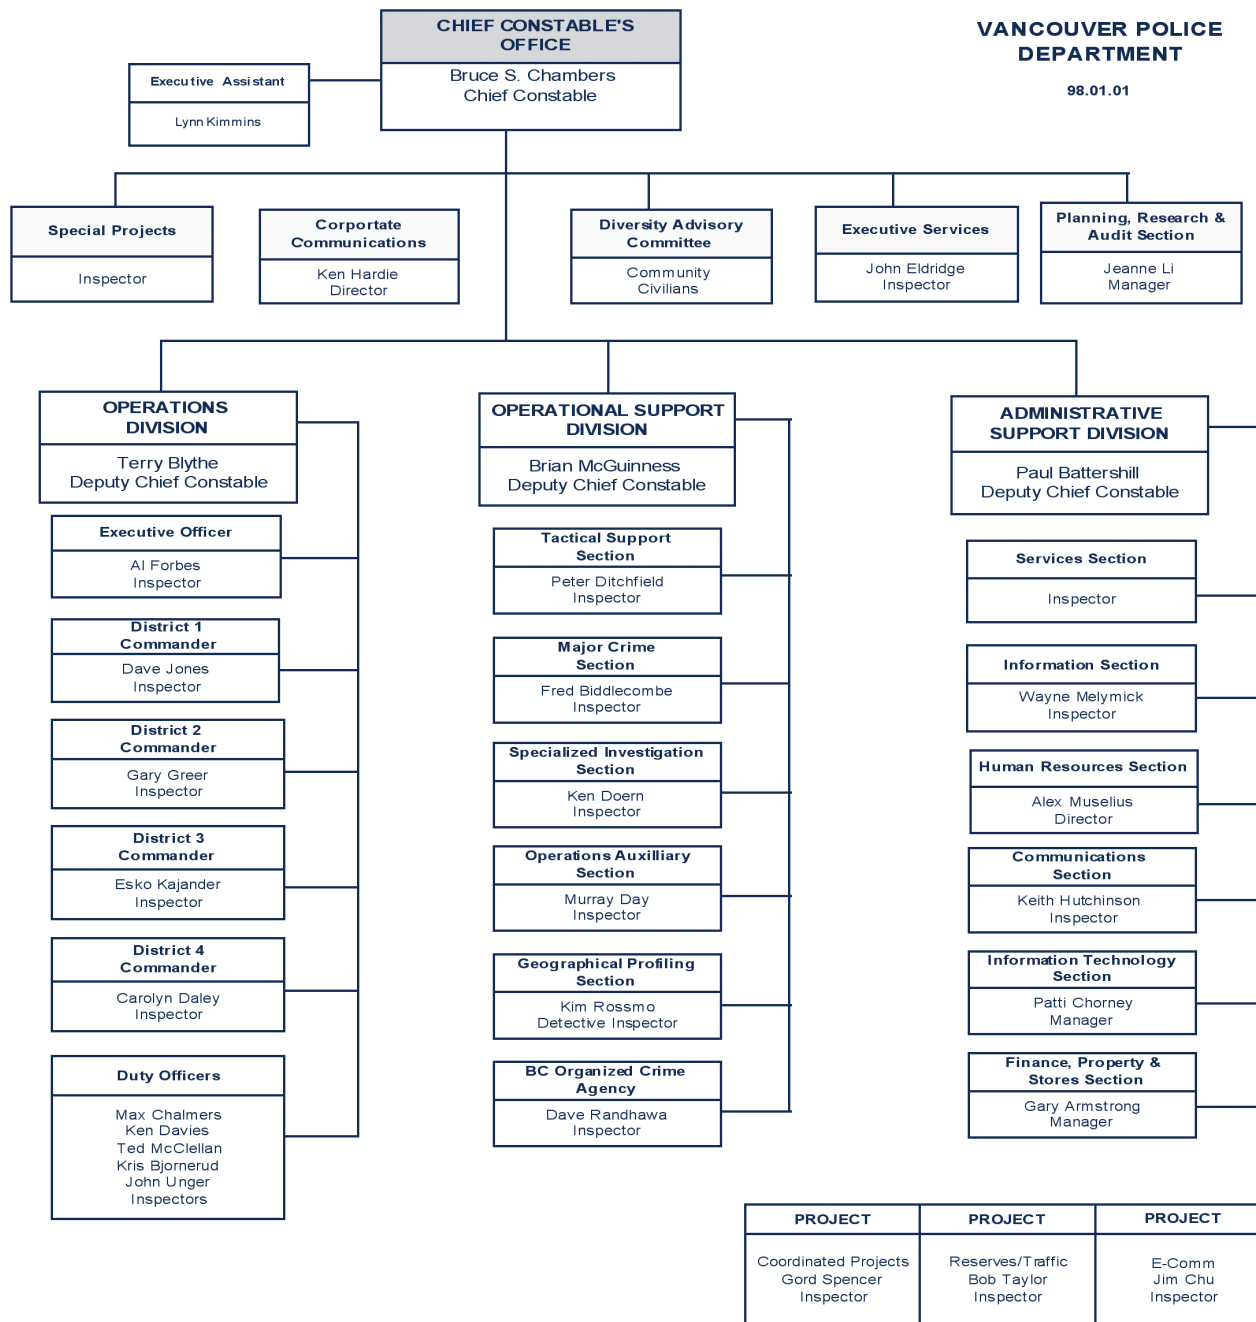 CHIEF CONSTABLE'S
OFFICE
Bruce S. Chambers
Chief Constable
VANCOUVER POLICE
DEPARTMENT
98.01.01
Executive Assistant
Lynn Kimmins
Special Projects
Inspector
Corportate
Communications
Ken Hardie
Director
Diversity Advisory
Committee
Community
Civilians
Executive Services
John Eldridge
Inspector
Planning, Research &
Audit Section
Jeanne Li
Manager
OPERATIONS
DIVISION
Terry Blythe
Deputy Chief Constable
Executive Officer
Al Forbes
Inspector
District 1
Commander
Dave Jones
Inspector
District 2
Commander
Gary Greer
Inspector
District 3
Commander
Esko Kajander
Inspector
District 4
Commander
Carolyn Daley
Inspector
Duty Officers
Max Chalmers
Ken Davies
Ted McClellan
Kris Bjornerud
John Unger
Inspectors
OPERATIONAL SUPPORT
DIVISION
Brian McGuinness
Deputy Chief Constable
Tactical Support
Section
Peter Ditchfield
Inspector
Major Crime
Section
Fred Biddlecombe
Inspector
Specialized Investigation
Section
Ken Doern
Inspector
Operations Auxilliary
Section
Murray Day
Inspector
Geographical Profiling
Section
Kim Rossmo
Detective Inspector
BC Organized Crime
Agency
Dave Randhawa
Inspector
ADMINISTRATIVE
SUPPORT DIVISION
Paul Battershill
Deputy Chief Constable
Services Section
Inspector
Information Section
Wayne Melymick
Inspector
Human Resources Section
Alex Muselius
Director
Communications
Section
Keith Hutchinson
Inspector
Information Technology
Section
Patti Chorney
Manager
Finance, Property &
Stores Section
Gary Armstrong
Manager
PROJECT
Coordinated Projects
Gord Spencer
Inspector
PROJECT
Reserves/Traffic
Bob Taylor
Inspector
PROJECT
E-Comm
Jim Chu
Inspector